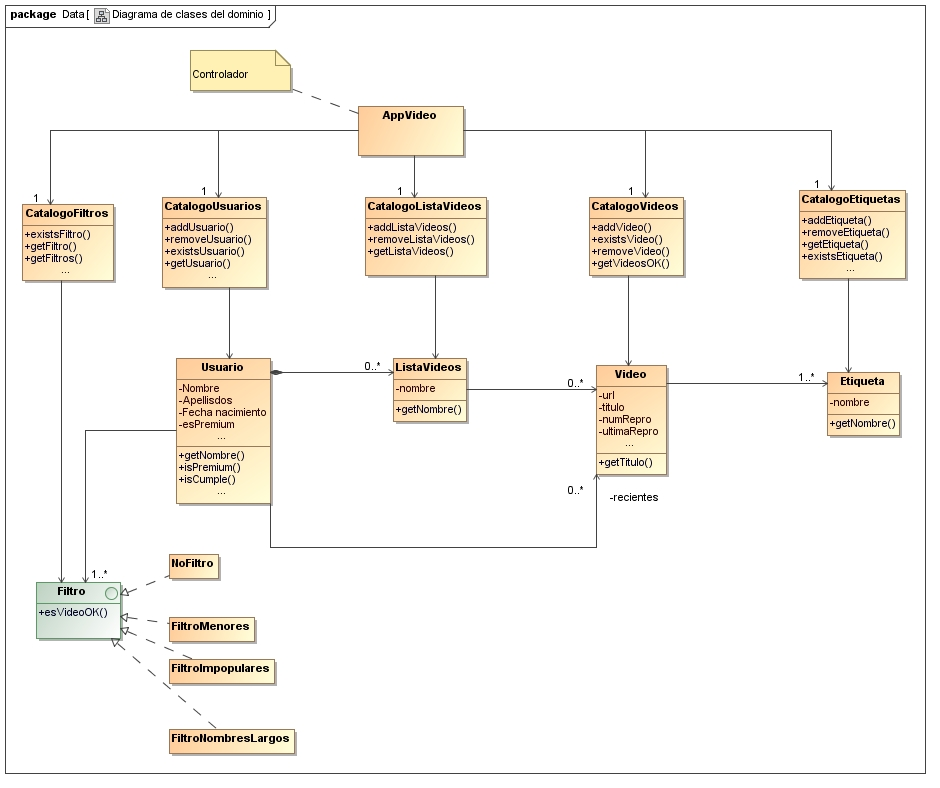 package Data [ Diagrama de clases del dominio ]
Controlador
AppVideo
1
1
1
1
1
CatalogoFiltros
+existsFiltro()
+getFiltro()
+getFiltros()
...
CatalogoUsuarios
+addUsuario()
+removeUsuario()
+existsUsuario()
+getUsuario()
...
CatalogoListaVideos
+addListaVideos()
+removeListaVideos()
+getListaVideos()
CatalogoVideos
+addVideo()
+existsVideo()
+removeVideo()
+getVideosOK()
CatalogoEtiquetas
+addEtiqueta()
+removeEtiqueta()
+getEtiqueta()
+existsEtiqueta()
...
Usuario
-Nombre
-Apellisdos
-Fecha nacimiento
-esPremium
...
+getNombre()
+isPremium()
+isCumple()
...
0..*
ListaVideos
-nombre
+getNombre()
0..*
Video
-url
-titulo
-numRepro
-ultimaRepro
...
+getTitulo()
1..*
Etiqueta
-nombre
+getNombre()
0..*
-recientes
1..*
Filtro
+esVideoOK()
NoFiltro
FiltroMenores
FiltroImpopulares
FiltroNombresLargos